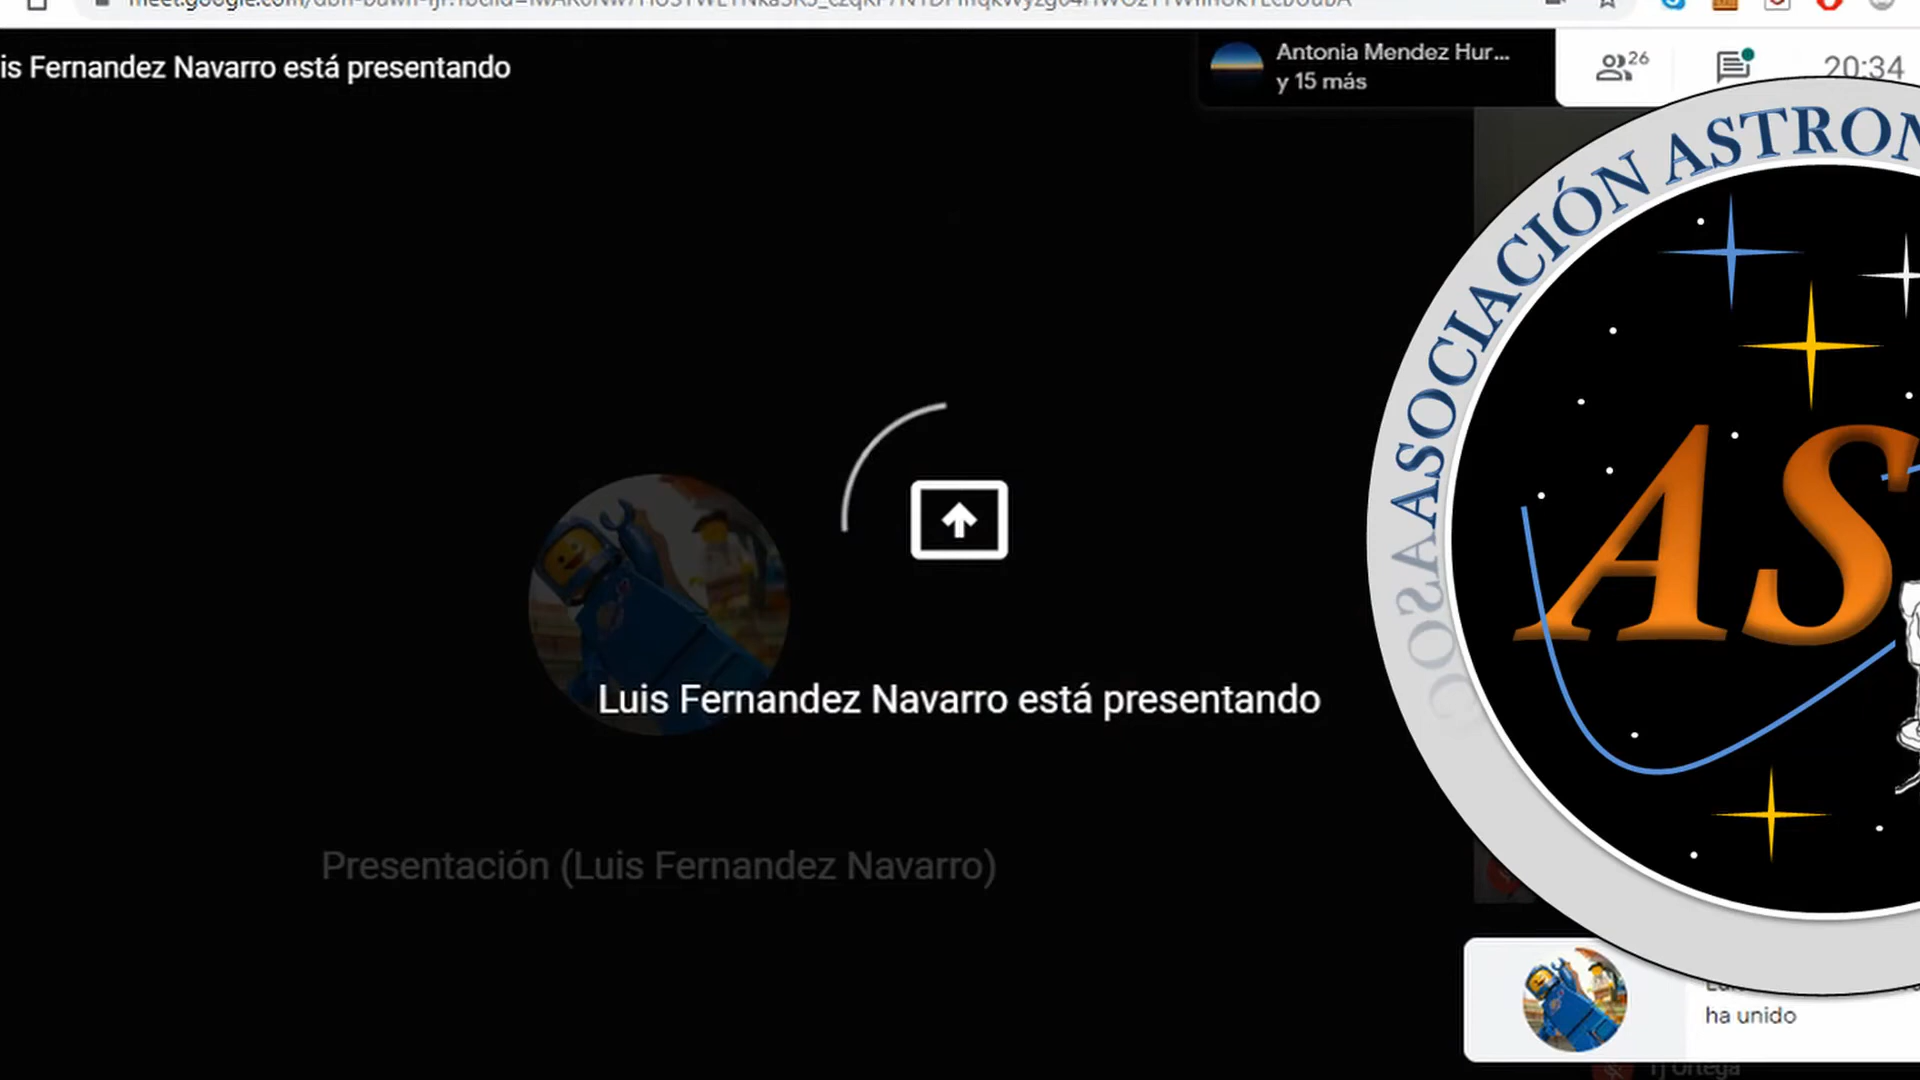 is Fernandez Navarro está presentando
Antonia Mendez Hur...
y 15 más
26
20:34
ASOCIACIÓN ASTRON
AS
Luis Fernandez Navarro está presentando
Presentación (Luis Fernandez Navarro)
ha unido
Ortega